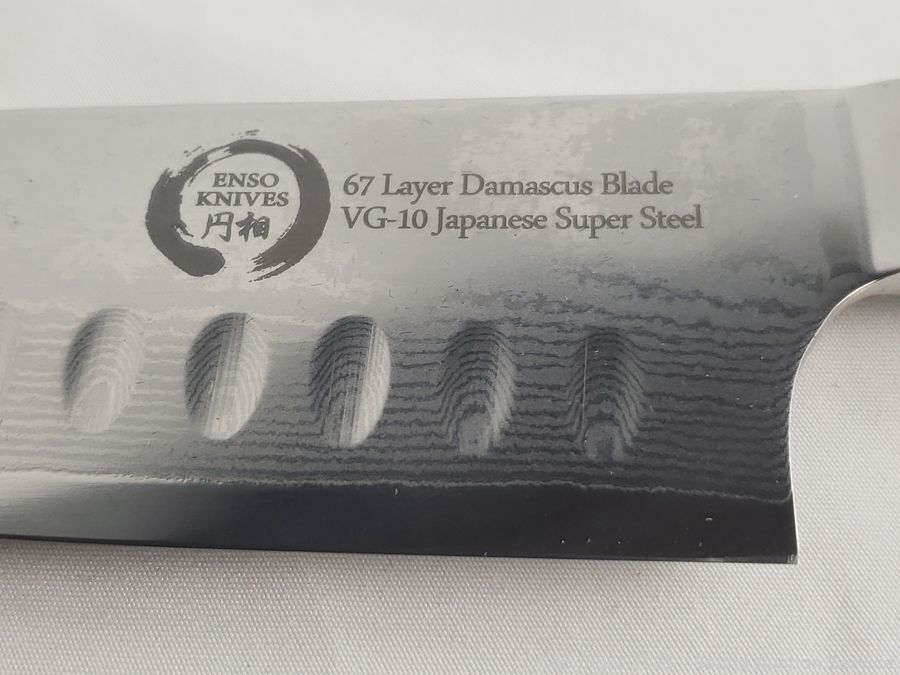 ENSO
KNIVES
円相
67 Layer Damascus Blade
VG-10 Japanese Super Steel